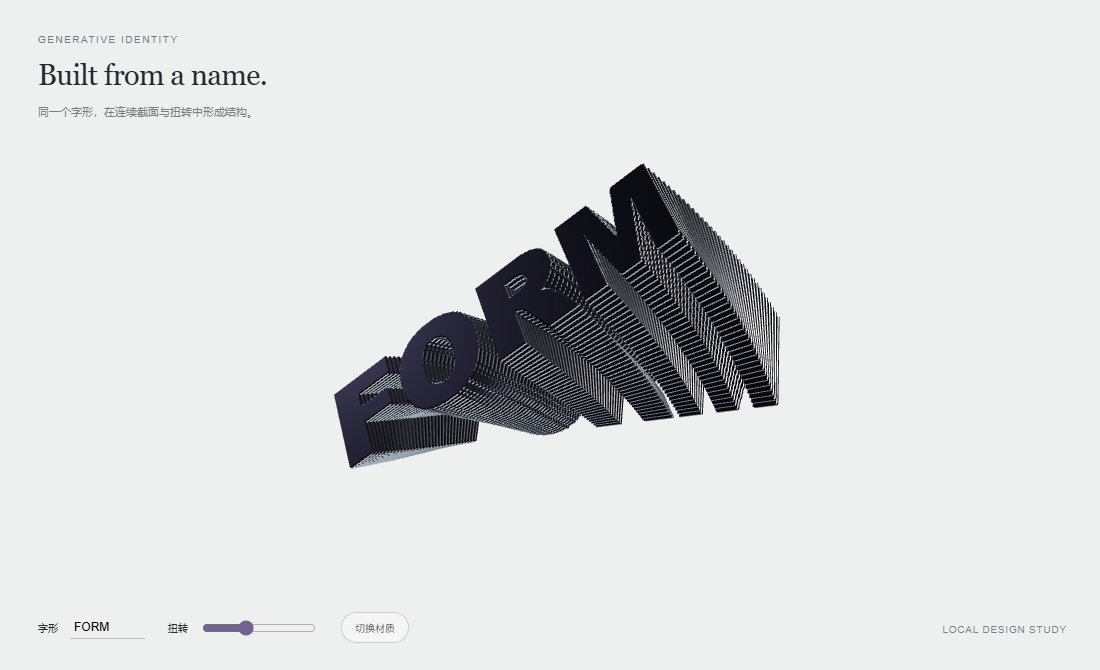 GENERATIVE IDENTITY
Built from a name.
同一个字形，在连续截面与扭转中形成结构。
FORM
字形 FORM 扭转 切换材质
LOCAL DESIGN STUDY